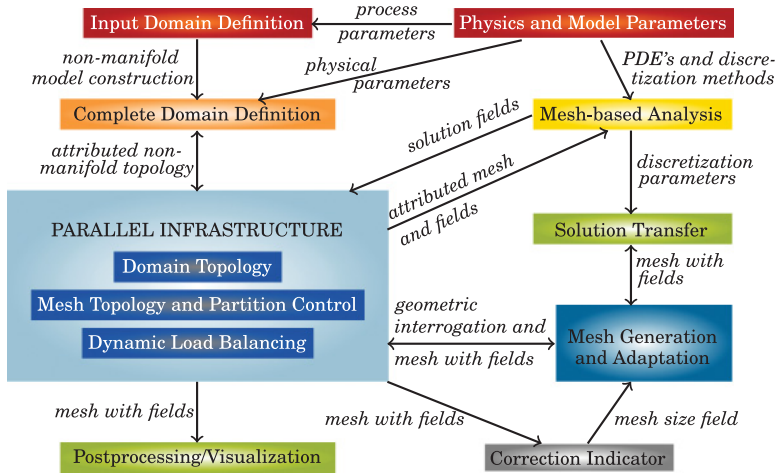 Input Domain Definition
process
parameters
Physics and Model Parameters
non-manifold
model construction
physical
parameters
PDE's and discre-
tization methods
Complete Domain Definition
solution fields
Mesh-based Analysis
attributed non-
manifold topology
attributed mesh
and fields
discretization
parameters
PARALLEL INFRASTRUCTURE
Domain Topology
Mesh Topology and Partition Control
Dynamic Load Balancing
Solution Transfer
mesh with
fields
geometric
interrogation and
mesh with fields
Mesh Generation
and Adaptation
mesh with fields
mesh with fields
mesh size field
Postprocessing/Visualization
Correction Indicator